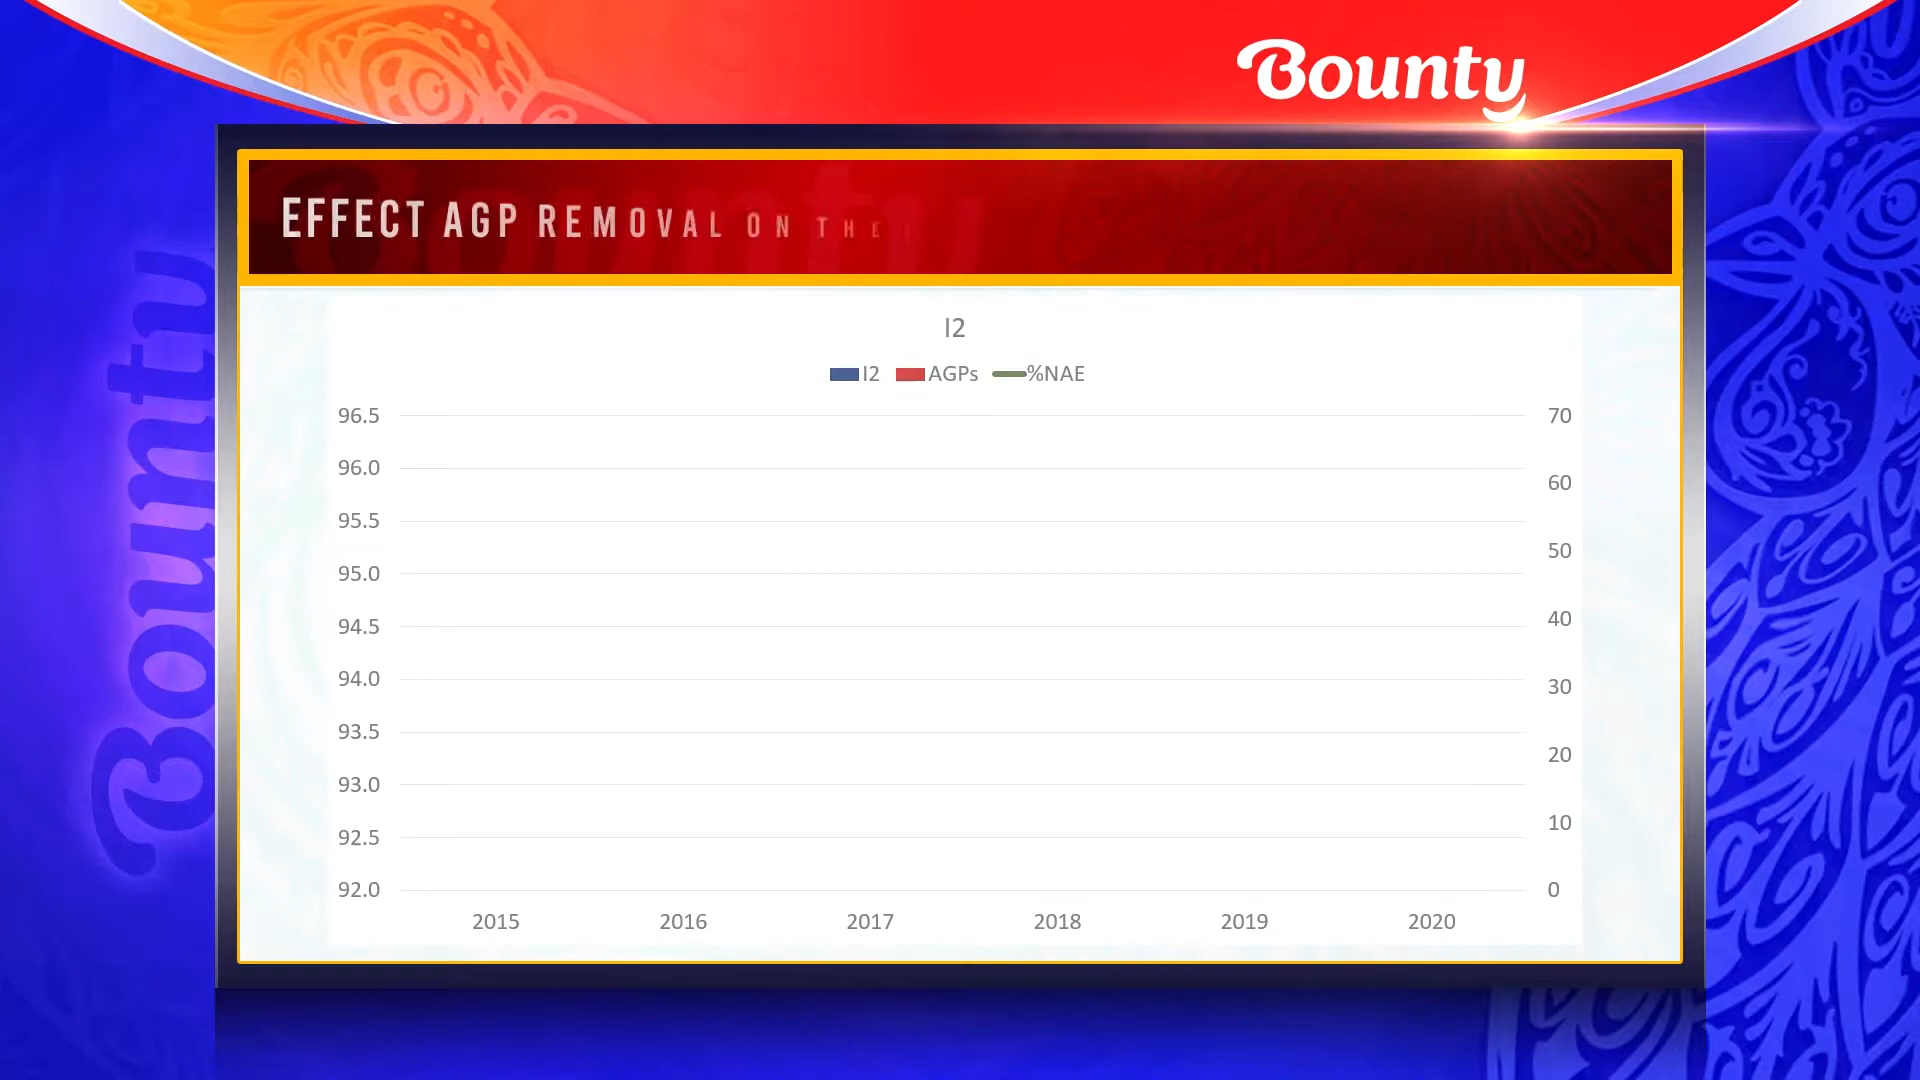 Bounty
EFFECT AGP REMOVAL ON THE
Bounty
I2
I2 AGPs %NAE
96.5 70
96.0 60
95.5 50
95.0
94.5 40
94.0 30
93.5 20
93.0
92.5 10
92.0 0
2015 2016 2017 2018 2019 2020
Bounty